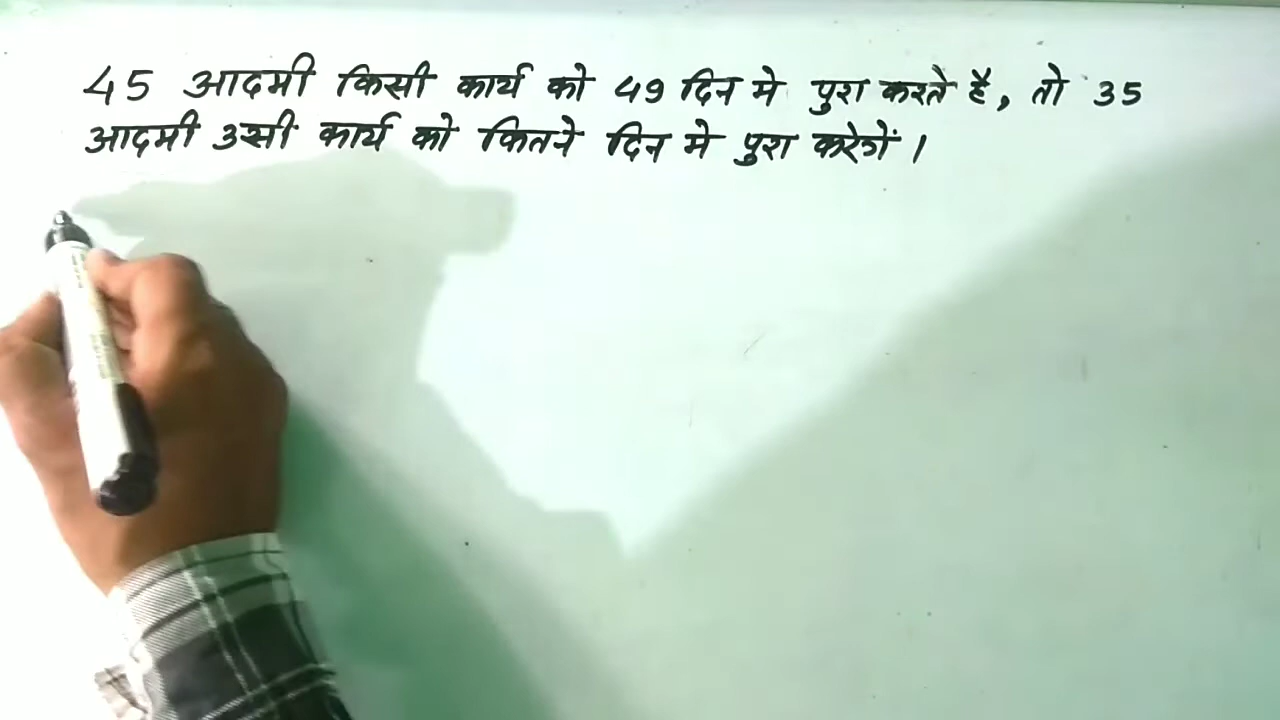 45 आदमी किसी कार्य को 49 दिन मे पुरा करते है, तो 35
आदमी उसी कार्य को कितने दिन मे पुरा करेगें ।